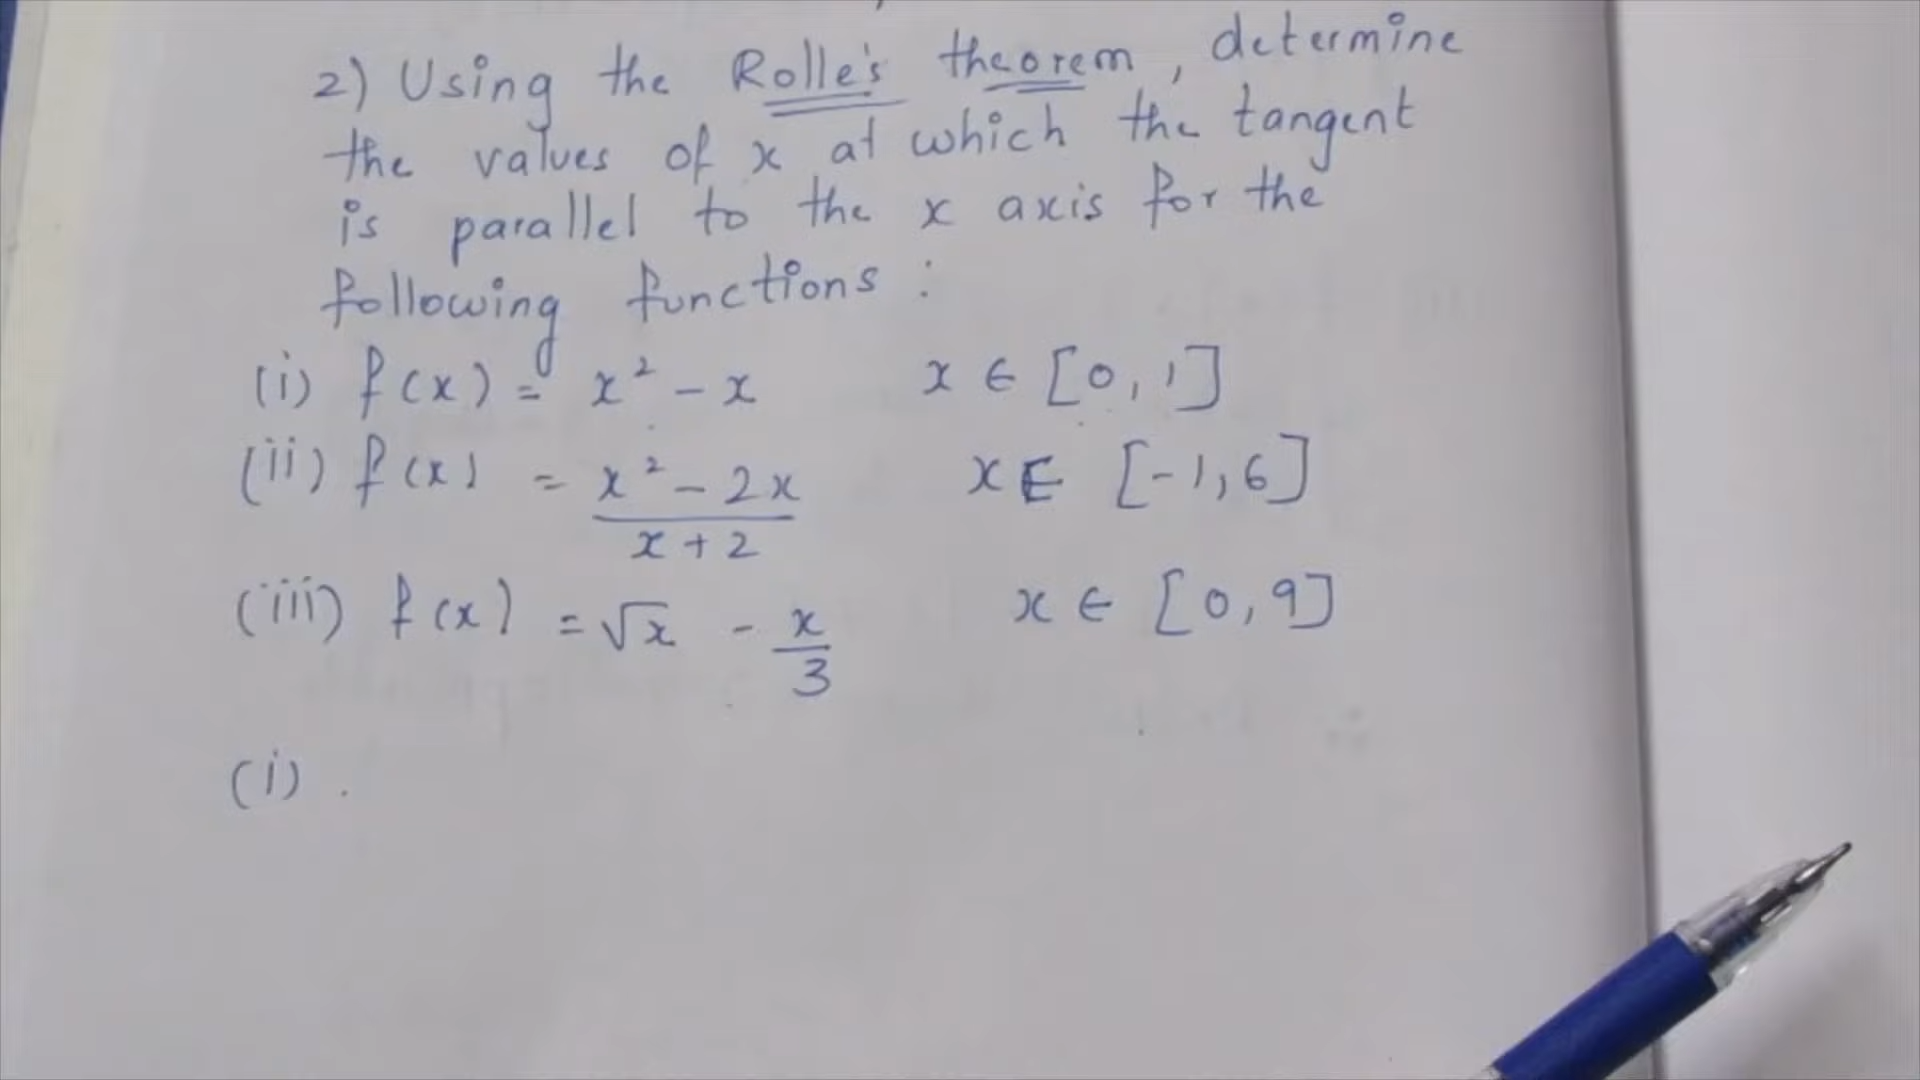 2) Using the Rolle's theorem, determine
the values of x at which the tangent
is parallel to the x axis for the
following functions :
(i) f(x) = x² - x x ∈ [0, 1]
(ii) f(x) = x² - 2x / x + 2 x ∈ [-1, 6]
(iii) f(x) = √x - x/3 x ∈ [0, 9]
(i) .